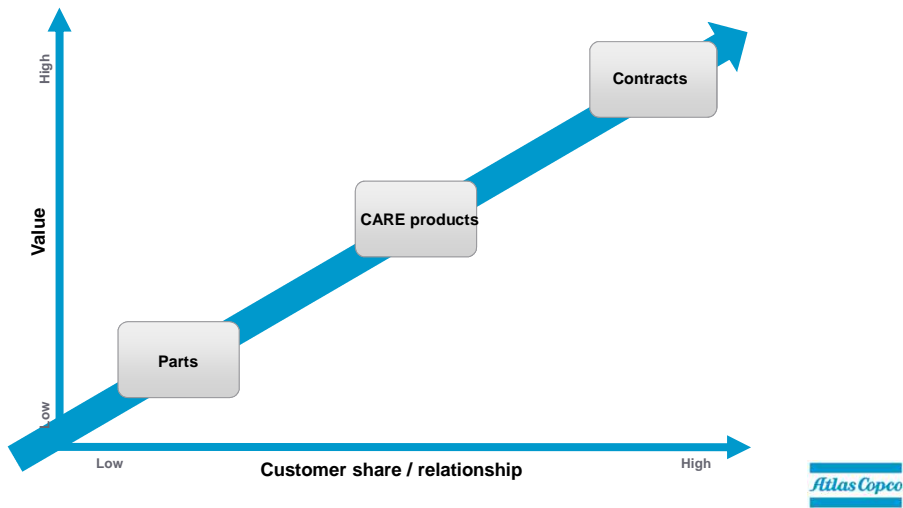 High
Contracts
Value
CARE products
Parts
Low
Low
Customer share / relationship
High
Atlas Copco